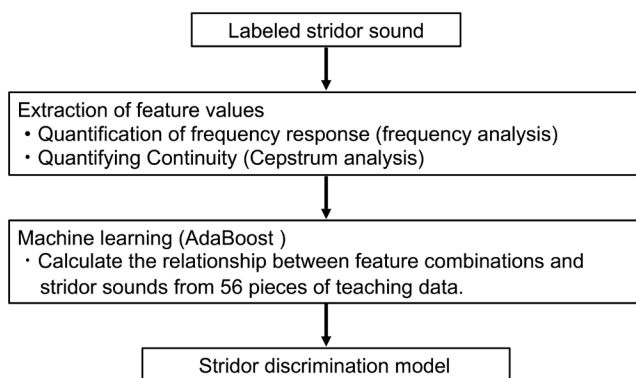 Labeled stridor sound
Extraction of feature values
・Quantification of frequency response (frequency analysis)
・Quantifying Continuity (Cepstrum analysis)
Machine learning (AdaBoost )
・Calculate the relationship between feature combinations and
stridor sounds from 56 pieces of teaching data.
Stridor discrimination model